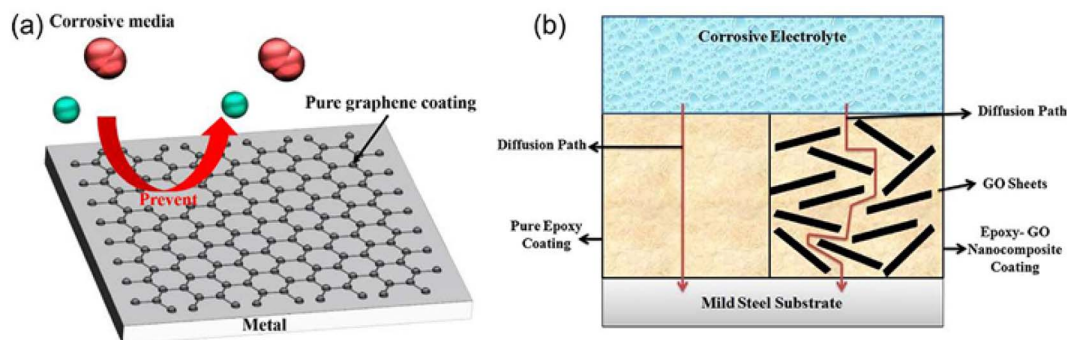 (a)
Corrosive media
Pure graphene coating
Prevent
Metal
(b)
Corrosive Electrolyte
Diffusion Path
Diffusion Path
GO Sheets
Pure Epoxy
Coating
Epoxy- GO
Nanocomposite
Coating
Mild Steel Substrate